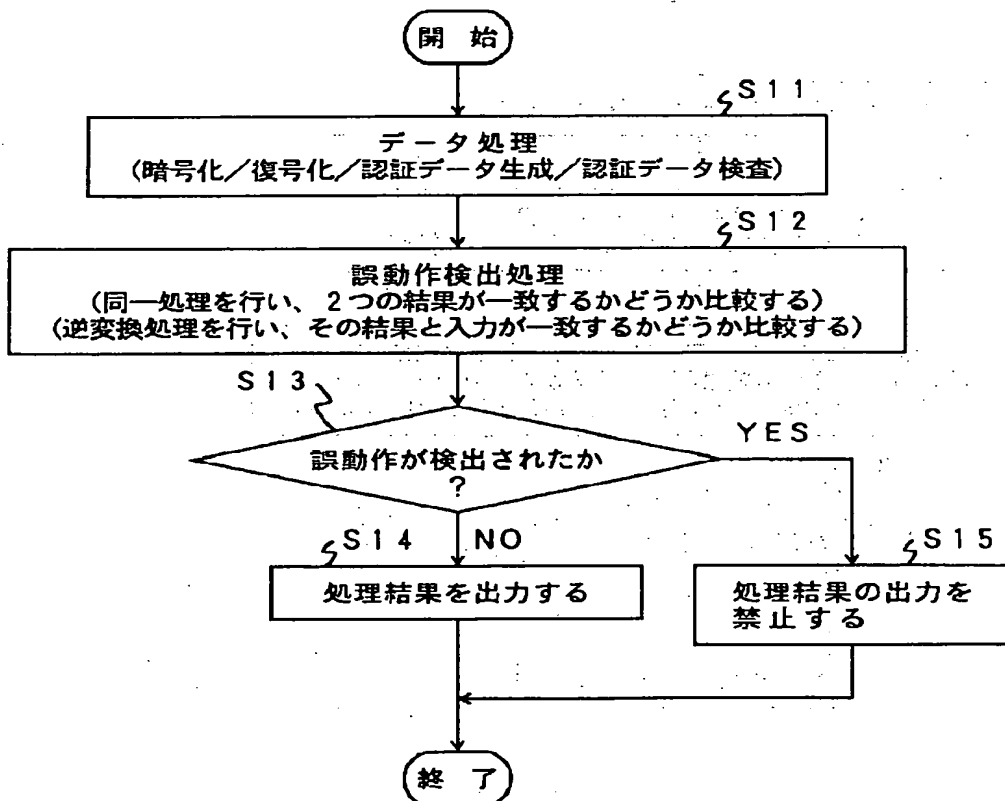 開 始
S11
データ処理
(暗号化／復号化／認証データ生成／認証データ検査)
S12
誤動作検出処理
(同一処理を行い、2つの結果が一致するかどうか比較する)
(逆変換処理を行い、その結果と入力が一致するかどうか比較する)
S13
誤動作が検出されたか
?
YES
S14
NO
S15
処理結果を出力する
処理結果の出力を
禁止する
終 了